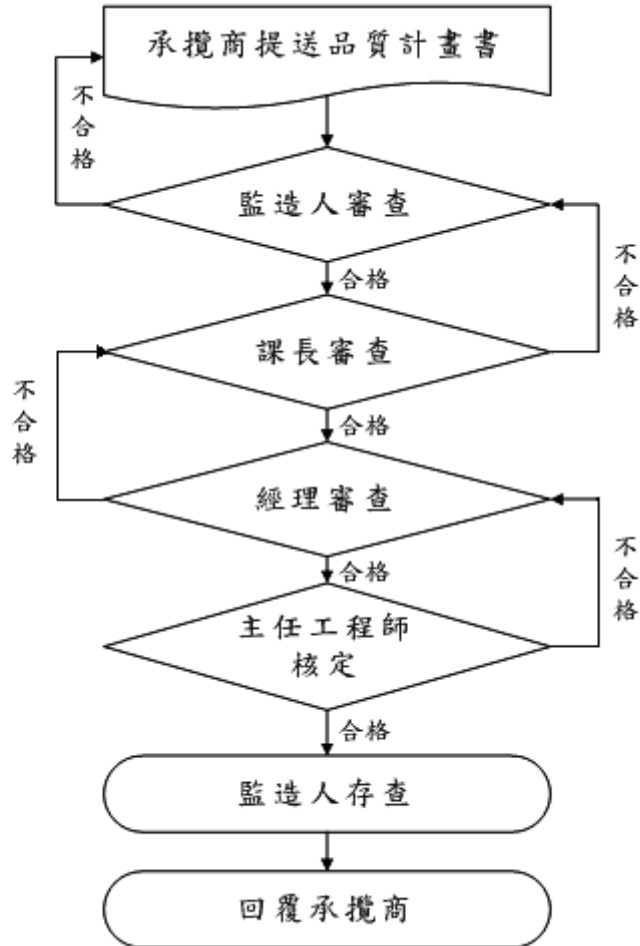 承攬商提送品質計畫書
不合格
監造人審查
合格
不合格
課長審查
合格
不合格
經理審查
合格
不合格
主任工程師
核定
合格
監造人存查
回覆承攬商